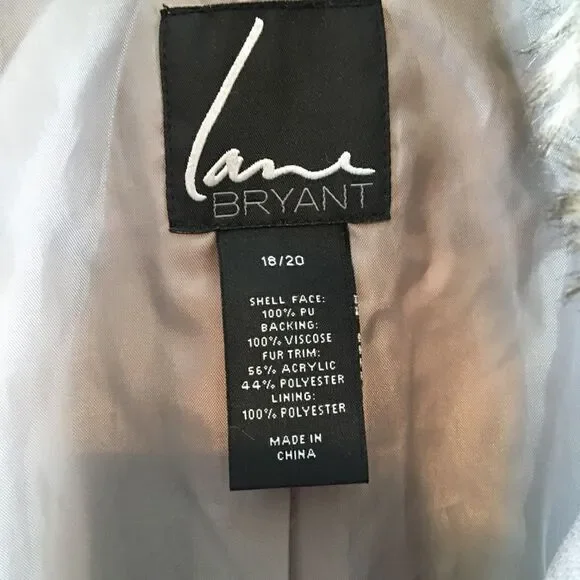 Lane
BRYANT
18/20
SHELL FACE:
100% PU
BACKING:
100% VISCOSE
FUR TRIM:
56% ACRYLIC
44% POLYESTER
LINING:
100% POLYESTER
MADE IN
CHINA